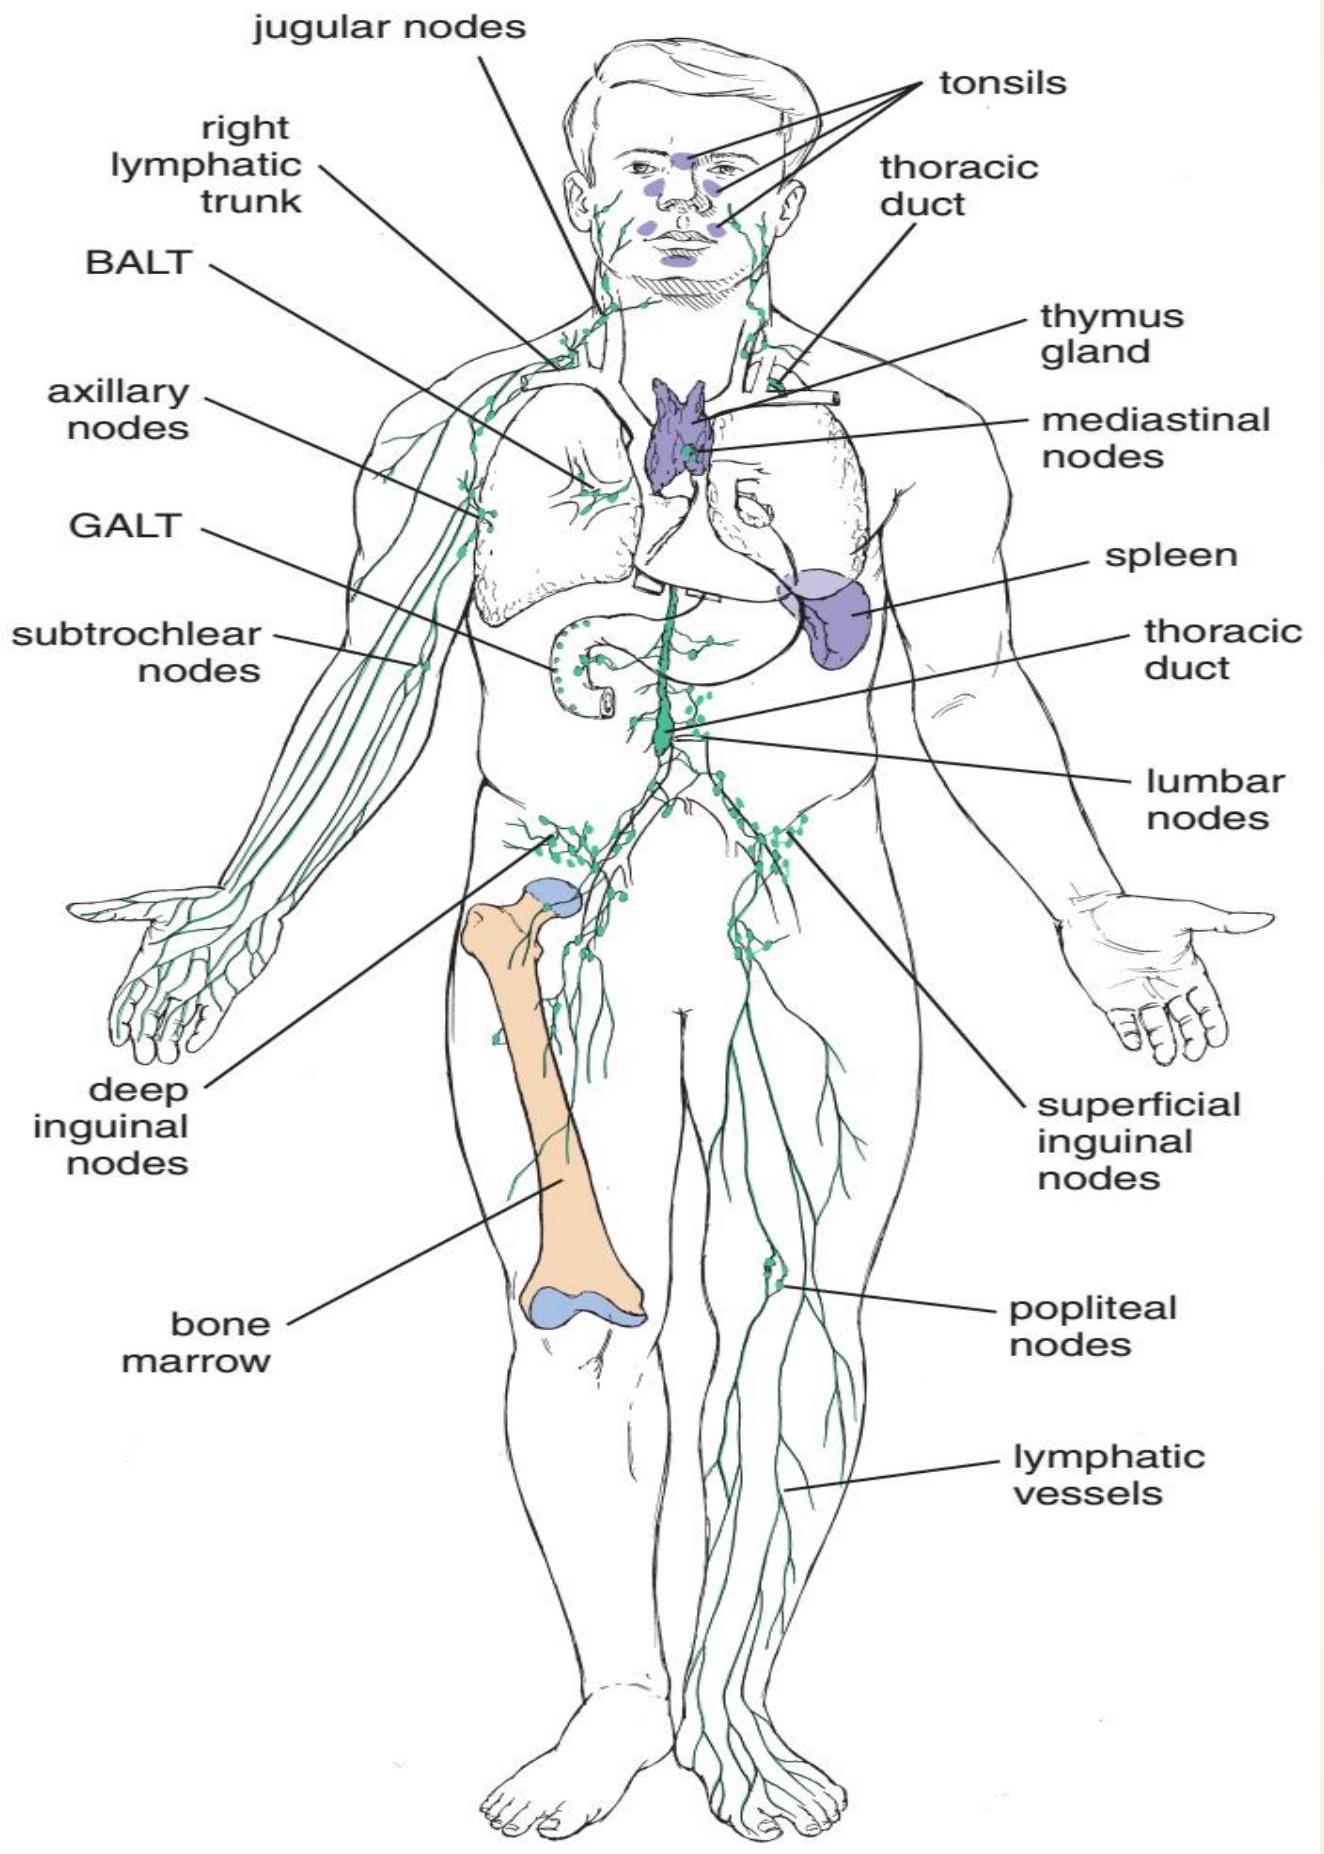 jugular nodes
tonsils
right
lymphatic
trunk
thoracic
duct
BALT
thymus
gland
axillary
nodes
mediastinal
nodes
GALT
spleen
subtrochlear
nodes
thoracic
duct
lumbar
nodes
deep
inguinal
nodes
superficial
inguinal
nodes
bone
marrow
popliteal
nodes
lymphatic
vessels